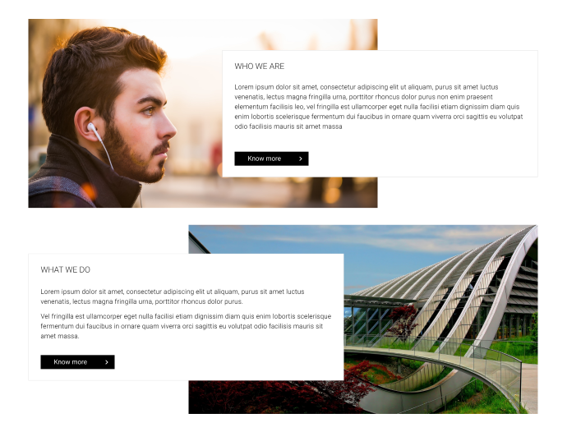 WHO WE ARE
Lorem ipsum dolor sit amet, consectetur adipiscing elit ut aliquam, purus sit amet luctus
venenatis, lectus magna fringilla urna, porttitor rhoncus dolor purus non enim praesent
elementum facilisis leo, vel fringilla est ullamcorper eget nulla facilisi etiam dignissim diam quis
enim lobortis scelerisque fermentum dui faucibus in ornare quam viverra orci sagittis eu volutpat
odio facilisis mauris sit amet massa
Know more >
WHAT WE DO
Lorem ipsum dolor sit amet, consectetur adipiscing elit ut aliquam, purus sit amet luctus
venenatis, lectus magna fringilla urna, porttitor rhoncus dolor purus.
Vel fringilla est ullamcorper eget nulla facilisi etiam dignissim diam quis enim lobortis scelerisque
fermentum dui faucibus in ornare quam viverra orci sagittis eu volutpat odio facilisis mauris sit
amet massa.
Know more >